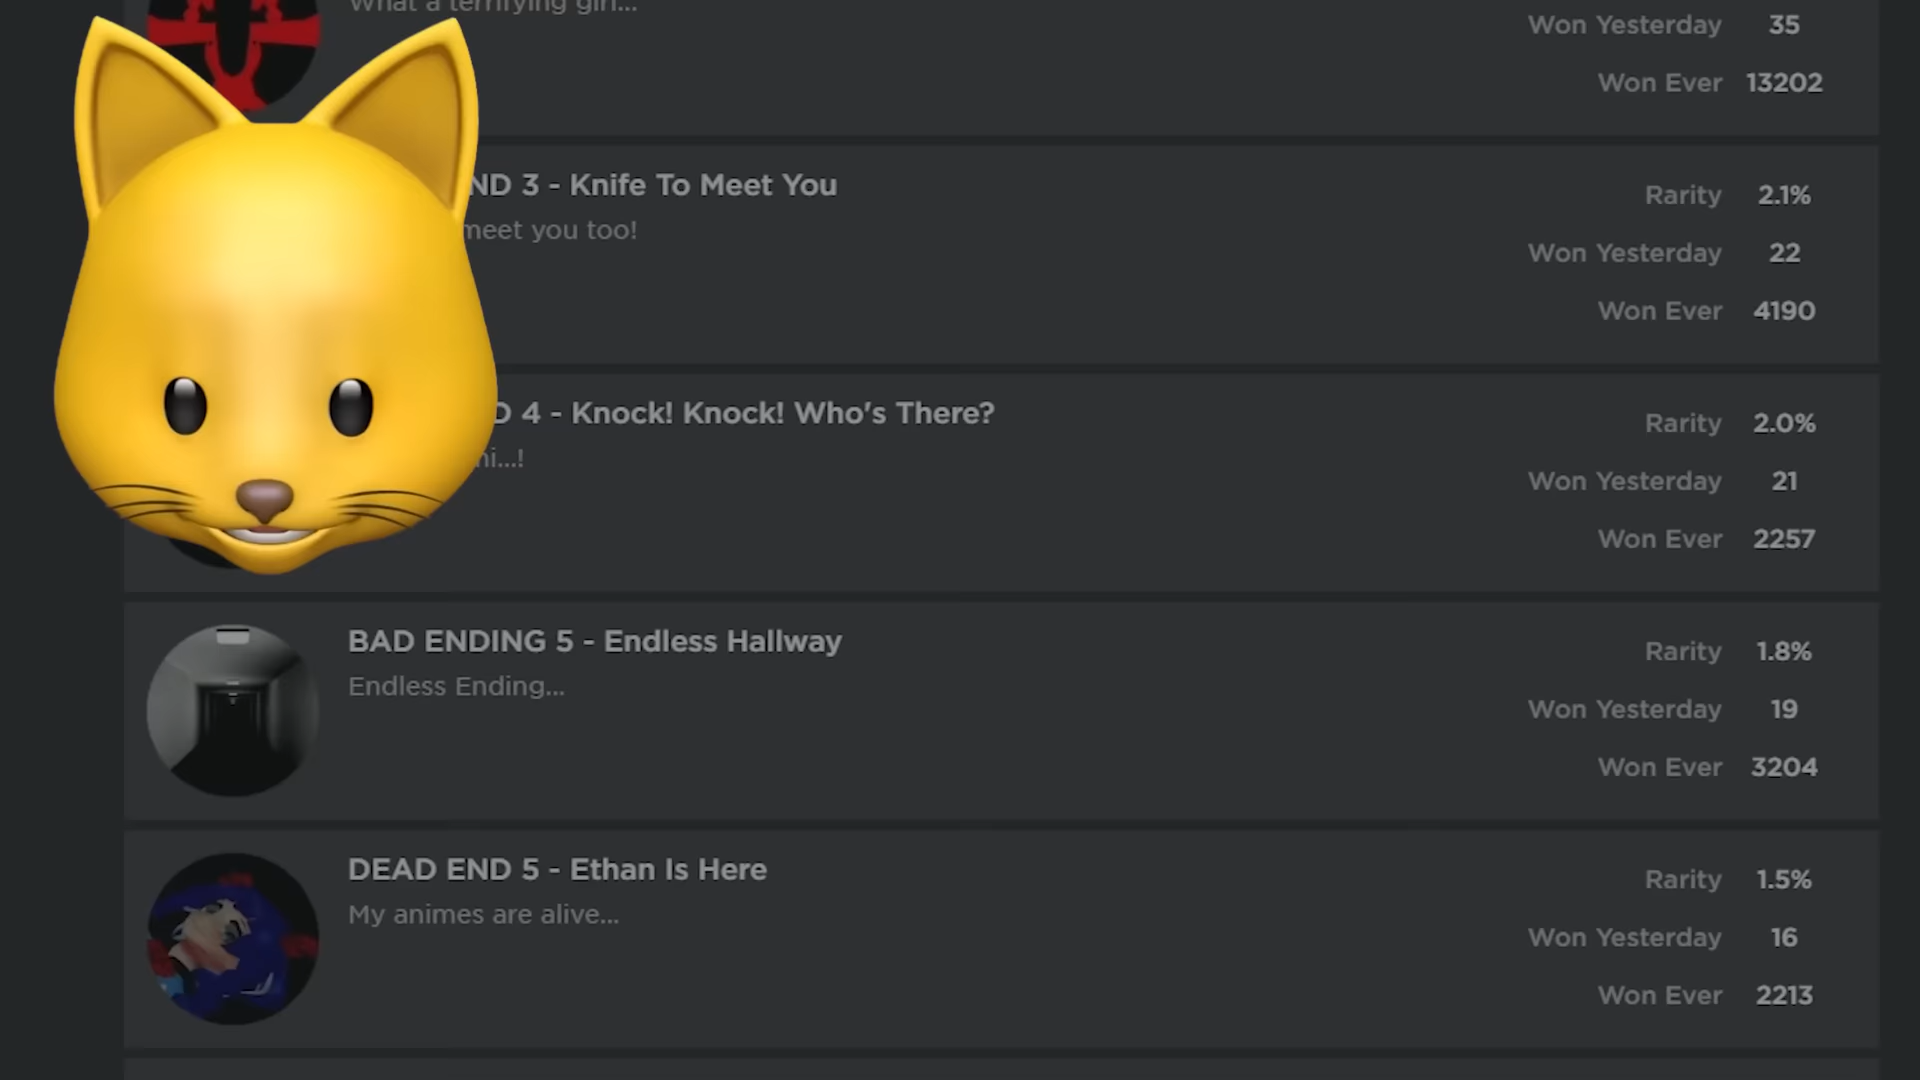 What a terrifying girl...
Won Yesterday 35
Won Ever 13202
ND 3 - Knife To Meet You
meet you too!
Rarity 2.1%
Won Yesterday 22
Won Ever 4190
4 - Knock! Knock! Who's There?
Rarity 2.0%
Won Yesterday 21
Won Ever 2257
BAD ENDING 5 - Endless Hallway
Endless Ending...
Rarity 1.8%
Won Yesterday 19
Won Ever 3204
DEAD END 5 - Ethan Is Here
My animes are alive...
Rarity 1.5%
Won Yesterday 16
Won Ever 2213